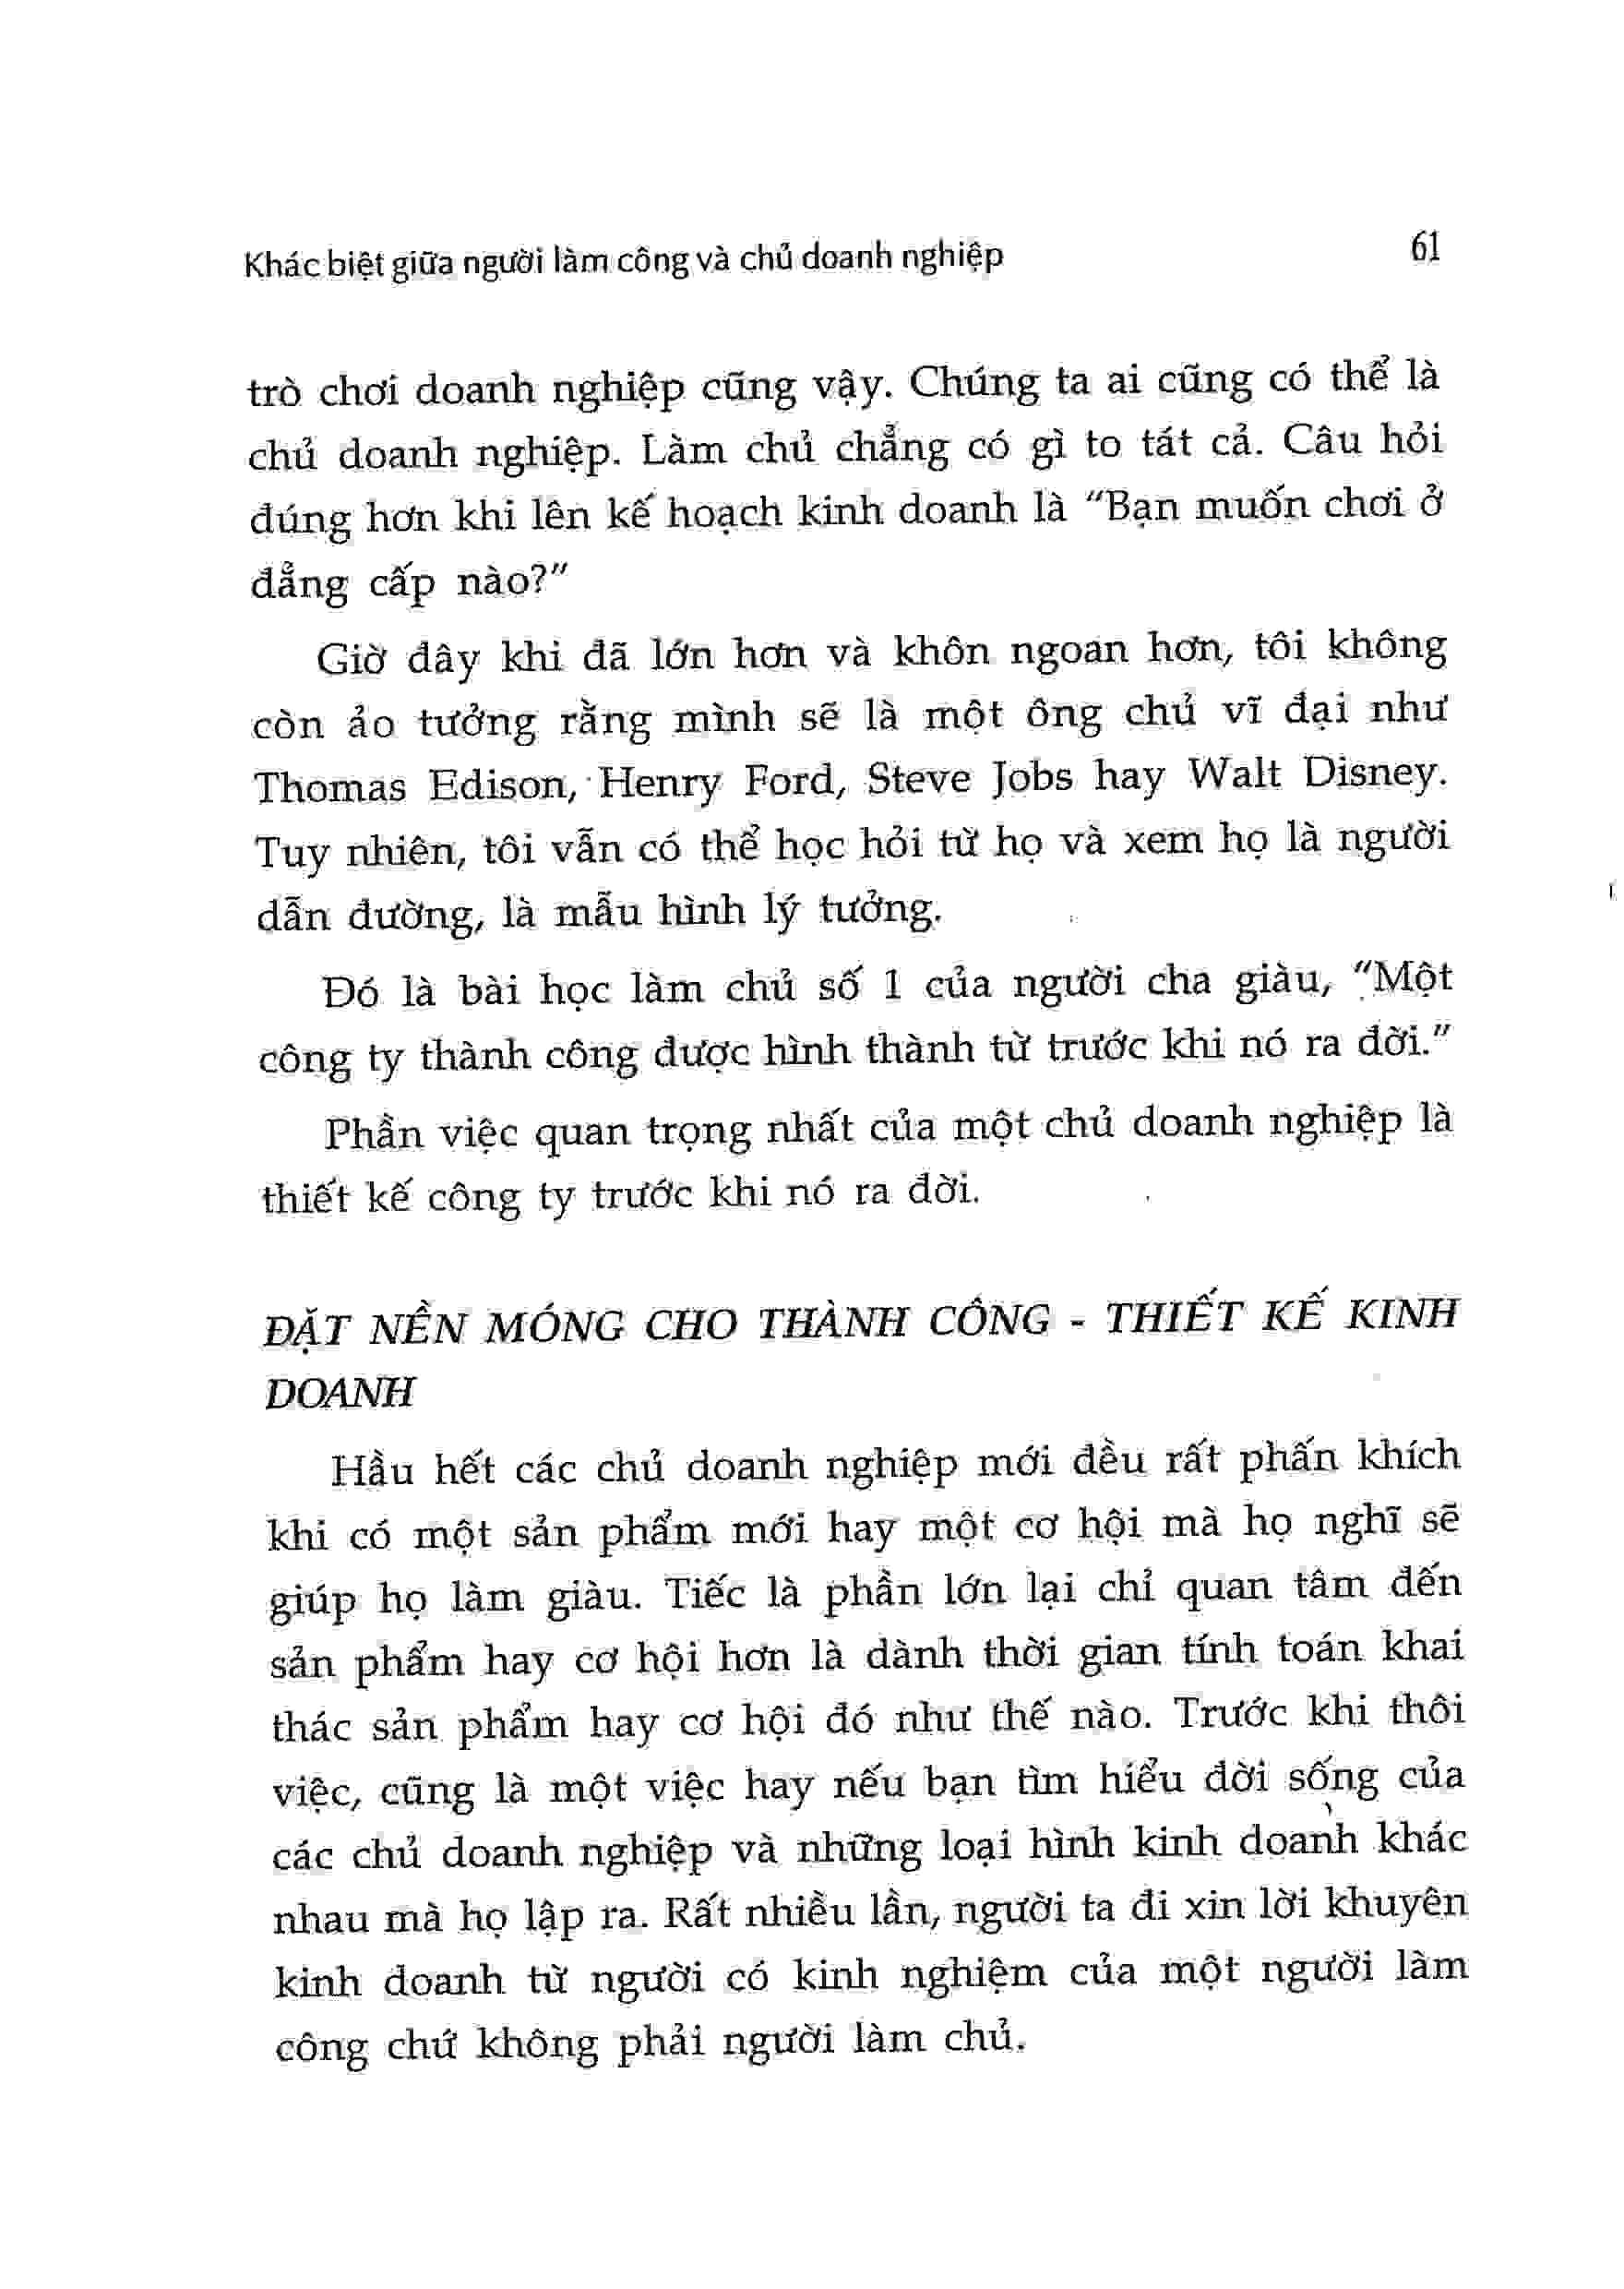 Khác biệt giữa người làm công và chủ doanh nghiệp 61
trò chơi doanh nghiệp cũng vậy. Chúng ta ai cũng có thể là
chủ doanh nghiệp. Làm chủ chẳng có gì to tát cả. Câu hỏi
đúng hơn khi lên kế hoạch kinh doanh là "Bạn muốn chơi ở
đẳng cấp nào?"
Giờ đây khi đã lớn hơn và khôn ngoan hơn, tôi không
còn ảo tưởng rằng mình sẽ là một ông chủ vĩ đại như
Thomas Edison, Henry Ford, Steve Jobs hay Walt Disney.
Tuy nhiên, tôi vẫn có thể học hỏi từ họ và xem họ là người
dẫn đường, là mẫu hình lý tưởng.
Đó là bài học làm chủ số 1 của người cha giàu, "Một
công ty thành công được hình thành từ trước khi nó ra đời."
Phần việc quan trọng nhất của một chủ doanh nghiệp là
thiết kế công ty trước khi nó ra đời.
ĐẶT NỀN MÓNG CHO THÀNH CÔNG - THIẾT KẾ KINH
DOANH
Hầu hết các chủ doanh nghiệp mới đều rất phấn khích
khi có một sản phẩm mới hay một cơ hội mà họ nghĩ sẽ
giúp họ làm giàu. Tiếc là phần lớn lại chỉ quan tâm đến
sản phẩm hay cơ hội hơn là dành thời gian tính toán khai
thác sản phẩm hay cơ hội đó như thế nào. Trước khi thôi
việc, cũng là một việc hay nếu bạn tìm hiểu đời sống của
các chủ doanh nghiệp và những loại hình kinh doanh khác
nhau mà họ lập ra. Rất nhiều lần, người ta đi xin lời khuyên
kinh doanh từ người có kinh nghiệm của một người làm
công chứ không phải người làm chủ.